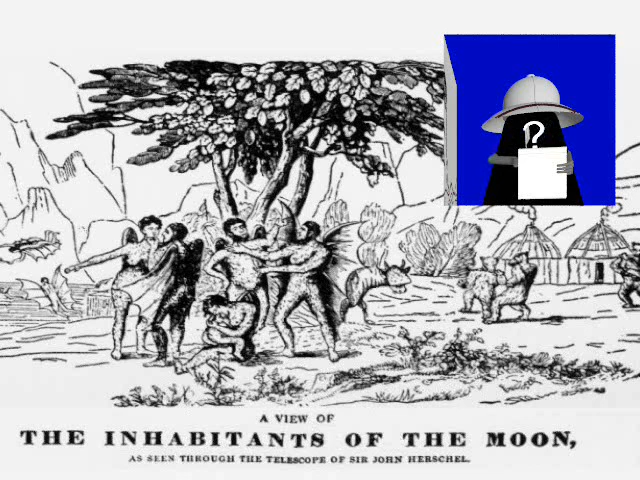 ?
A VIEW OF
THE INHABITANTS OF THE MOON,
AS SEEN THROUGH THE TELESCOPE OF SIR JOHN HERSCHEL.